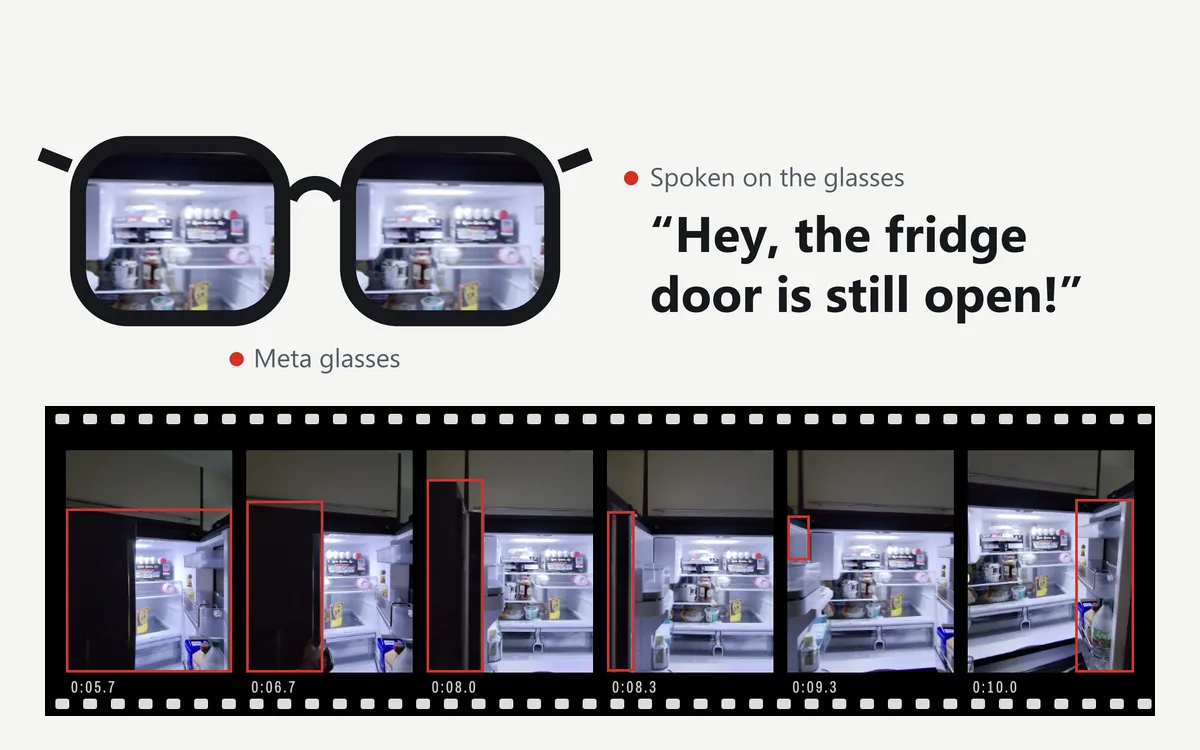 Spoken on the glasses
“Hey, the fridge
door is still open!”
Meta glasses
0:05.7
0:06.7
0:08.0
0:08.3
0:09.3
0:10.0